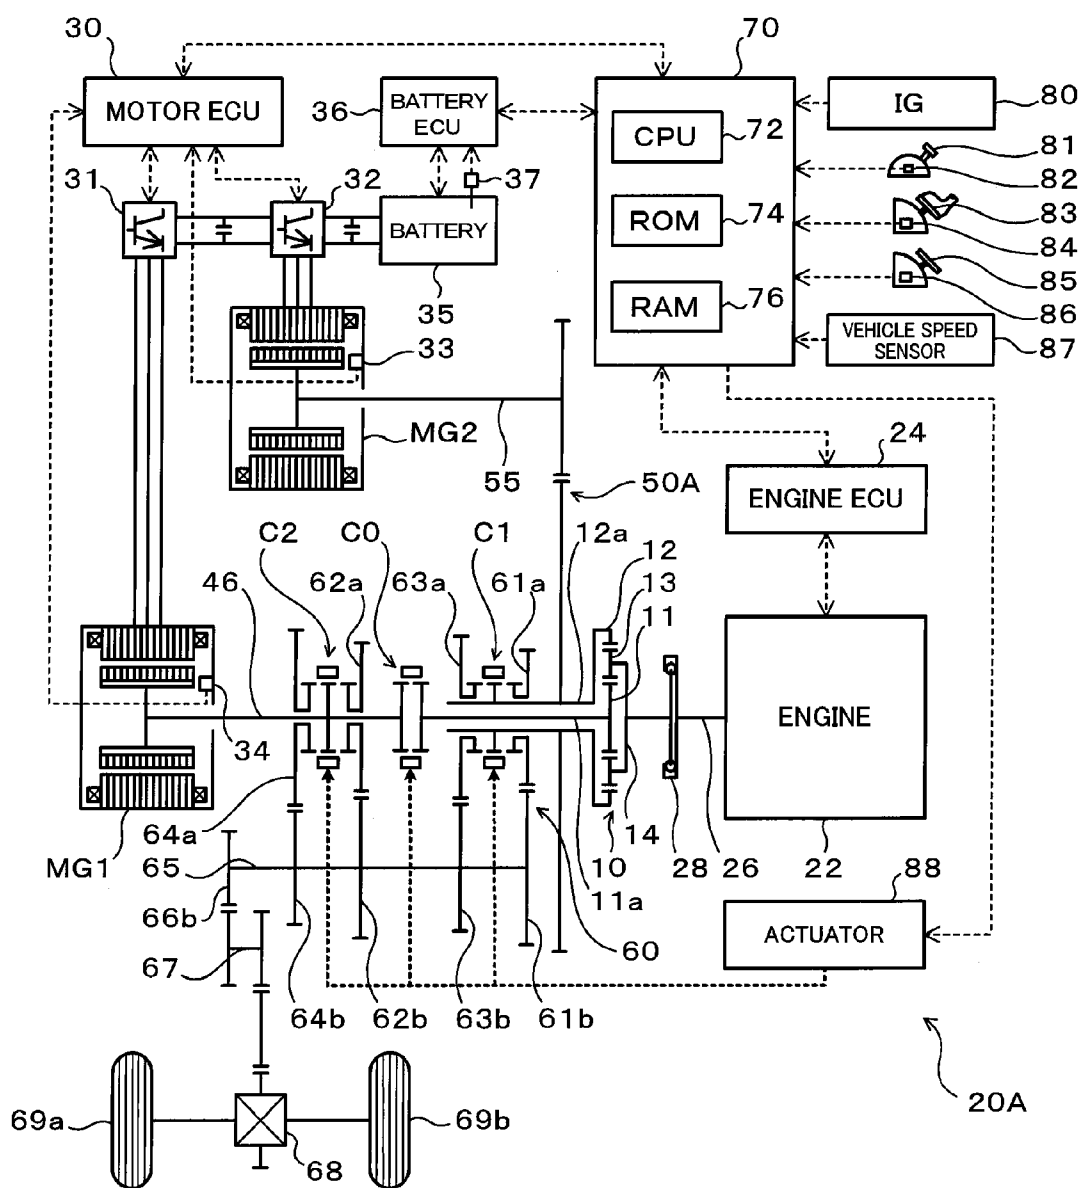 30
70
MOTOR ECU
36
BATTERY
ECU
IG
80
CPU
72
81
82
31
32
37
ROM
74
83
84
BATTERY
85
35
RAM
76
86
33
VEHICLE SPEED
SENSOR
87
MG2
55
24
50A
ENGINE ECU
C2
C0
C1
12a
12
46
62a
63a
61a
13
11
ENGINE
34
64a
14
MG1
65
10
28
26
22
88
66b
11a
67
60
ACTUATOR
64b
62b
63b
61b
69a
69b
68
20A